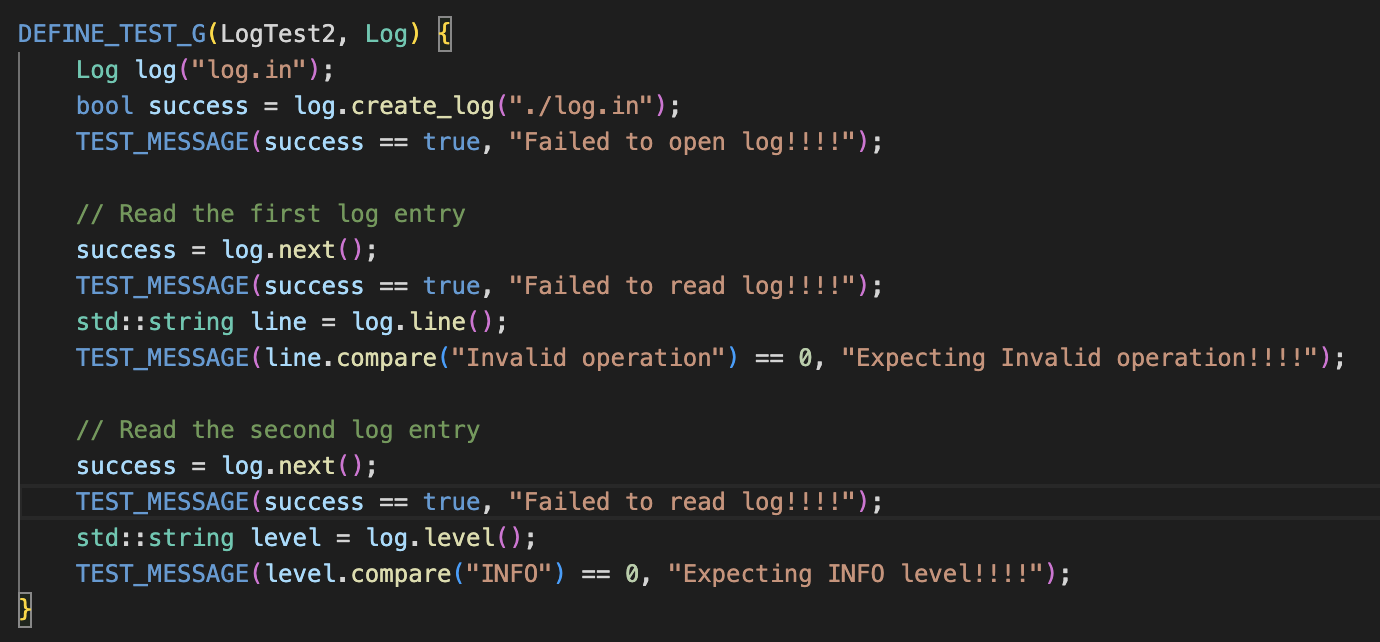 DEFINE_TEST_G(LogTest2, Log) {
    Log log("log.in");
    bool success = log.create_log("./log.in");
    TEST_MESSAGE(success == true, "Failed to open log!!!!");

    // Read the first log entry
    success = log.next();
    TEST_MESSAGE(success == true, "Failed to read log!!!!");
    std::string line = log.line();
    TEST_MESSAGE(line.compare("Invalid operation") == 0, "Expecting Invalid operation!!!!");

    // Read the second log entry
    success = log.next();
    TEST_MESSAGE(success == true, "Failed to read log!!!!");
    std::string level = log.level();
    TEST_MESSAGE(level.compare("INFO") == 0, "Expecting INFO level!!!!");
}